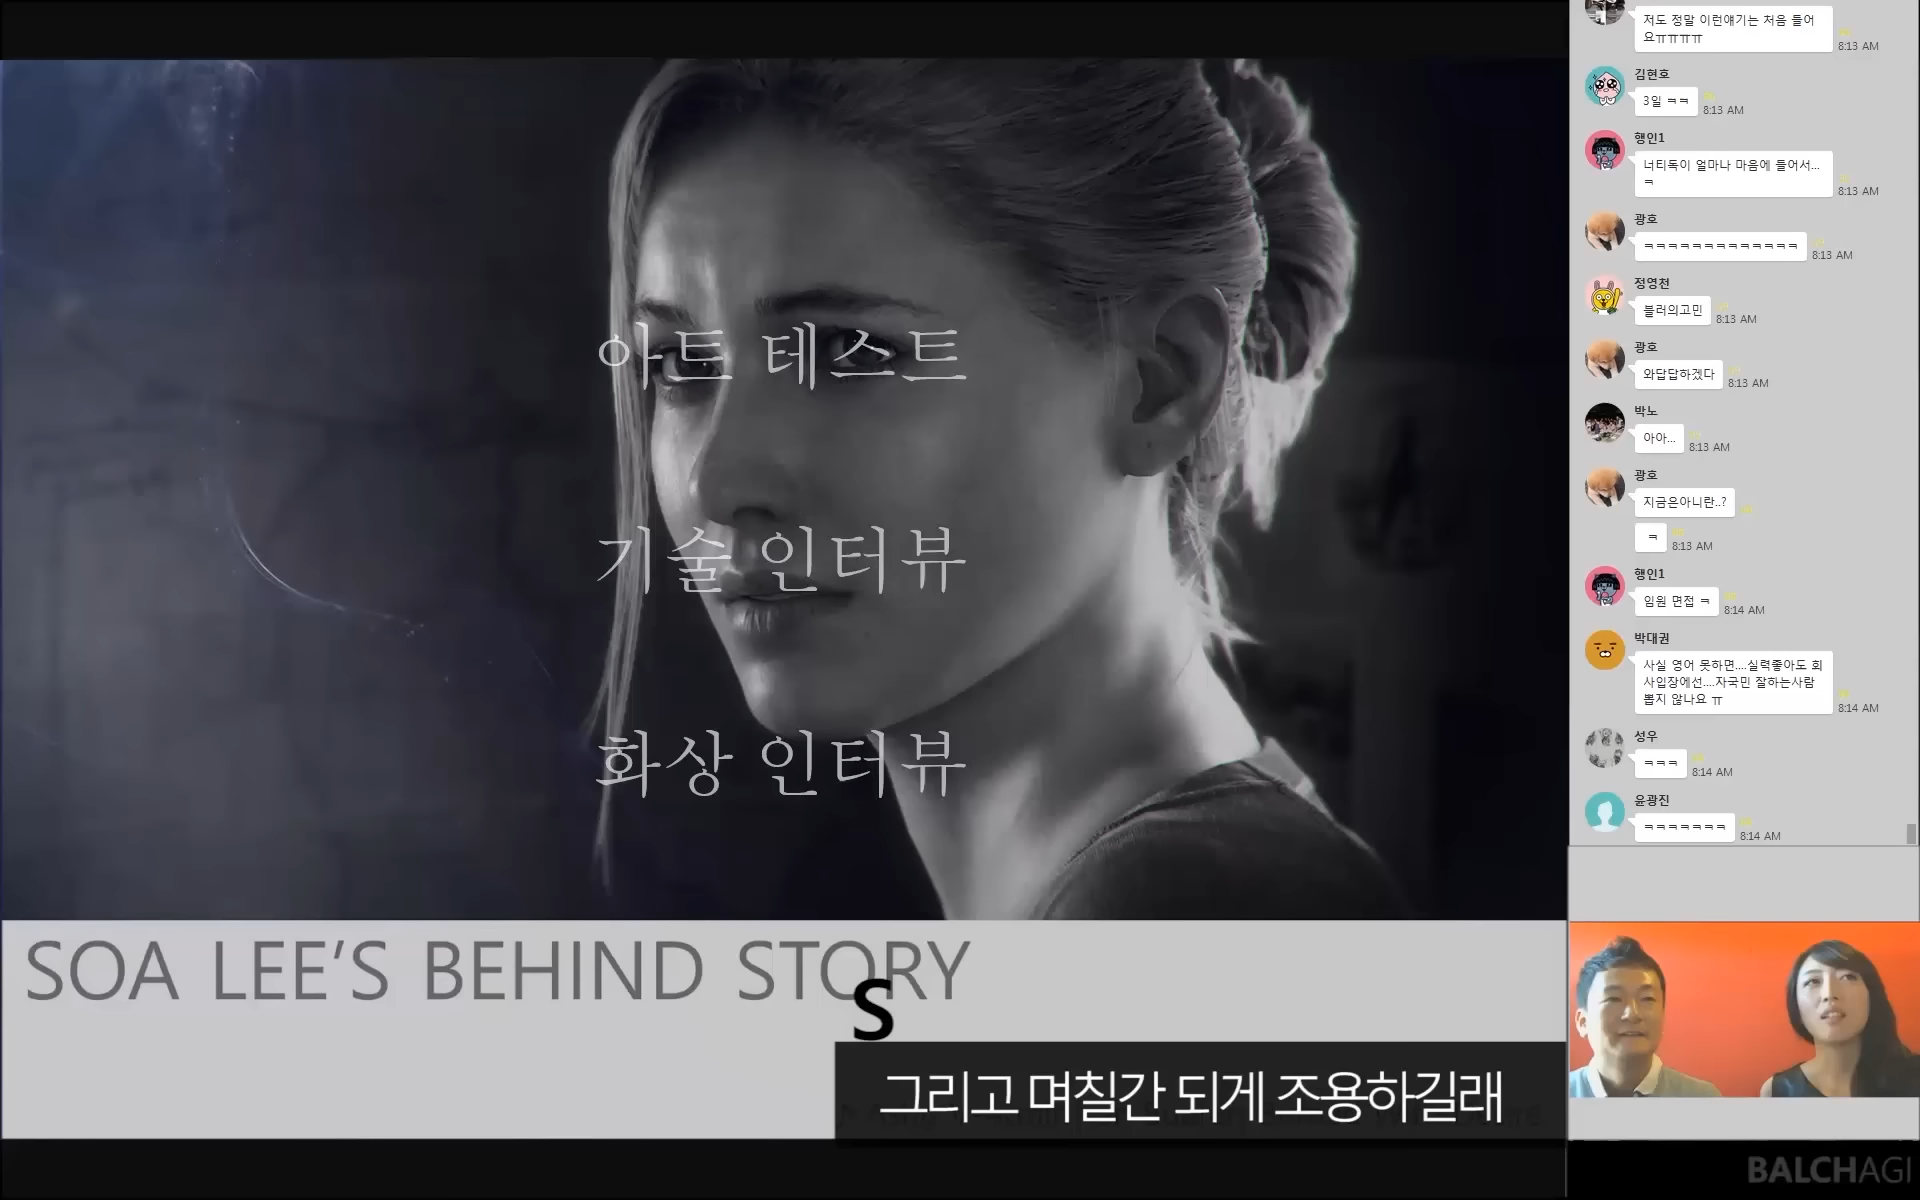 아트 테스트
기술 인터뷰
화상 인터뷰
SOA LEE'S BEHIND STORY
S
그리고 며칠간 되게 조용하길래
저도 정말 이런얘기는 처음 들어
요ㅠㅠㅠㅠ
8:13 AM
김현호
3일 ㅋㅋ
8:13 AM
행인1
너티독이 얼마나 마음에 들어서...
ㅋ
8:13 AM
광호
ㅋㅋㅋㅋㅋㅋㅋㅋㅋㅋㅋㅋㅋ
8:13 AM
정영천
블러의고민
8:13 AM
광호
와답답하겠다
8:13 AM
박노
아아...
8:13 AM
광호
지금은아니란..?
ㅋ
8:13 AM
행인1
임원 면접 ㅋ
8:14 AM
박대권
사실 영어 못하면....실력좋아도 회
사입장에선....자국민 잘하는사람
뽑지 않나요 ㅠ
8:14 AM
성우
ㅋㅋㅋ
8:14 AM
윤광진
ㅋㅋㅋㅋㅋㅋㅋ
8:14 AM
BALCHAGI